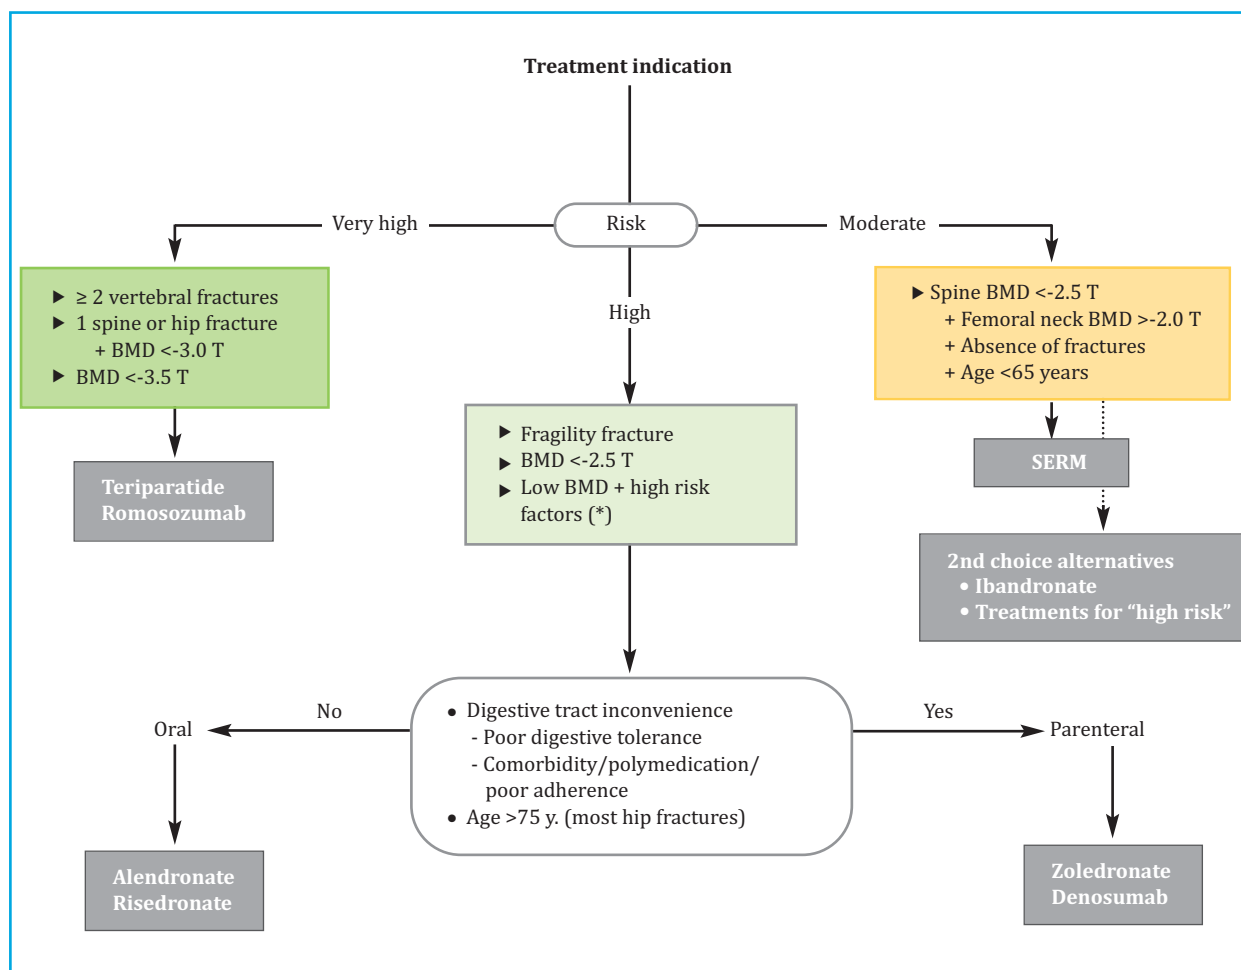 Treatment indication
Very high
Risk
Moderate
▶ ≥ 2 vertebral fractures
▶ 1 spine or hip fracture
+ BMD <-3.0 T
▶ BMD <-3.5 T
High
▶ Spine BMD <-2.5 T
+ Femoral neck BMD >-2.0 T
+ Absence of fractures
+ Age <65 years
Teriparatide
Romosozumab
▶ Fragility fracture
▶ BMD <-2.5 T
▶ Low BMD + high risk
factors (*)
SERM
2nd choice alternatives
• Ibandronate
• Treatments for “high risk”
• Digestive tract inconvenience
- Poor digestive tolerance
- Comorbidity/polymedication/
poor adherence
• Age >75 y. (most hip fractures)
No
Oral
Yes
Parenteral
Alendronate
Risedronate
Zoledronate
Denosumab